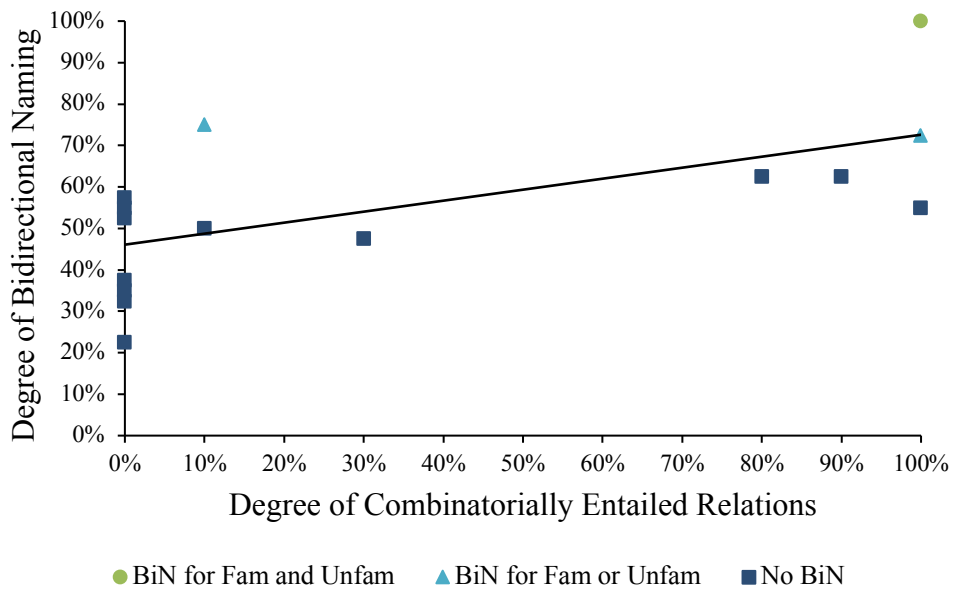 Degree of Bidirectional Naming
100%
90%
80%
70%
60%
50%
40%
30%
20%
10%
0%
0% 10% 20% 30% 40% 50% 60% 70% 80% 90% 100%
Degree of Combinatorially Entailed Relations
BiN for Fam and Unfam BiN for Fam or Unfam No BiN